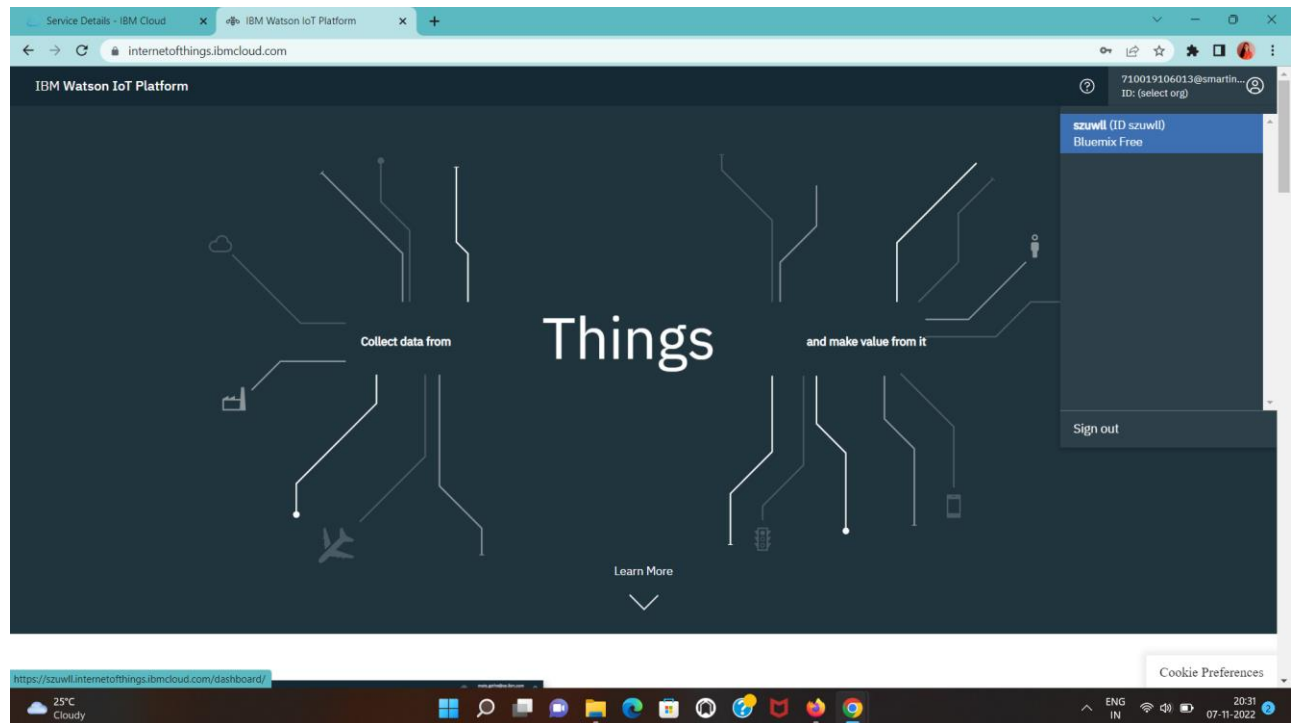 Service Details - IBM Cloud
IBM Watson IoT Platform
internetofthings.ibmcloud.com
IBM Watson IoT Platform
710019106013@smartin...
ID: (select org)
szuwll (ID szuwll)
Bluemix Free
Collect data from
Things
and make value from it
Sign out
Learn More
Cookie Preferences
https://szuwll.internetofthings.ibmcloud.com/dashboard/
25°C
Cloudy
ENG
IN
20:31
07-11-2022
2